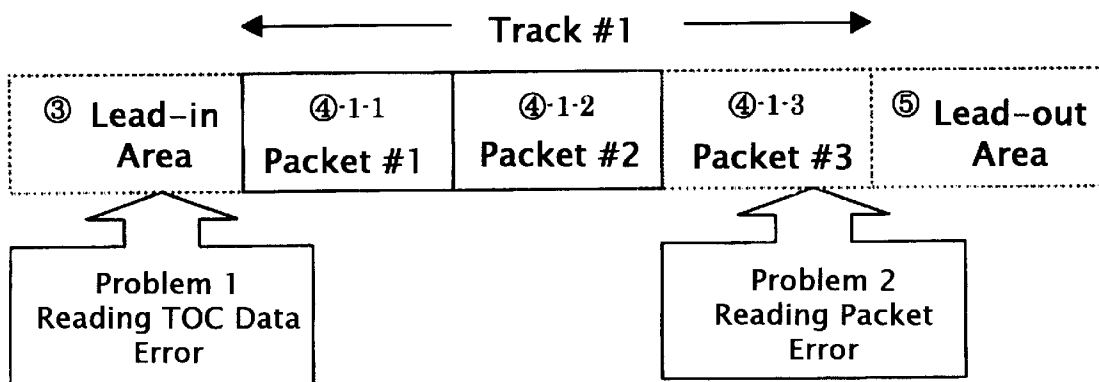 Track #1
③ Lead-in
Area
④-1-1
Packet #1
④-1-2
Packet #2
④-1-3
Packet #3
⑤ Lead-out
Area
Problem 1
Reading TOC Data
Error
Problem 2
Reading Packet
Error